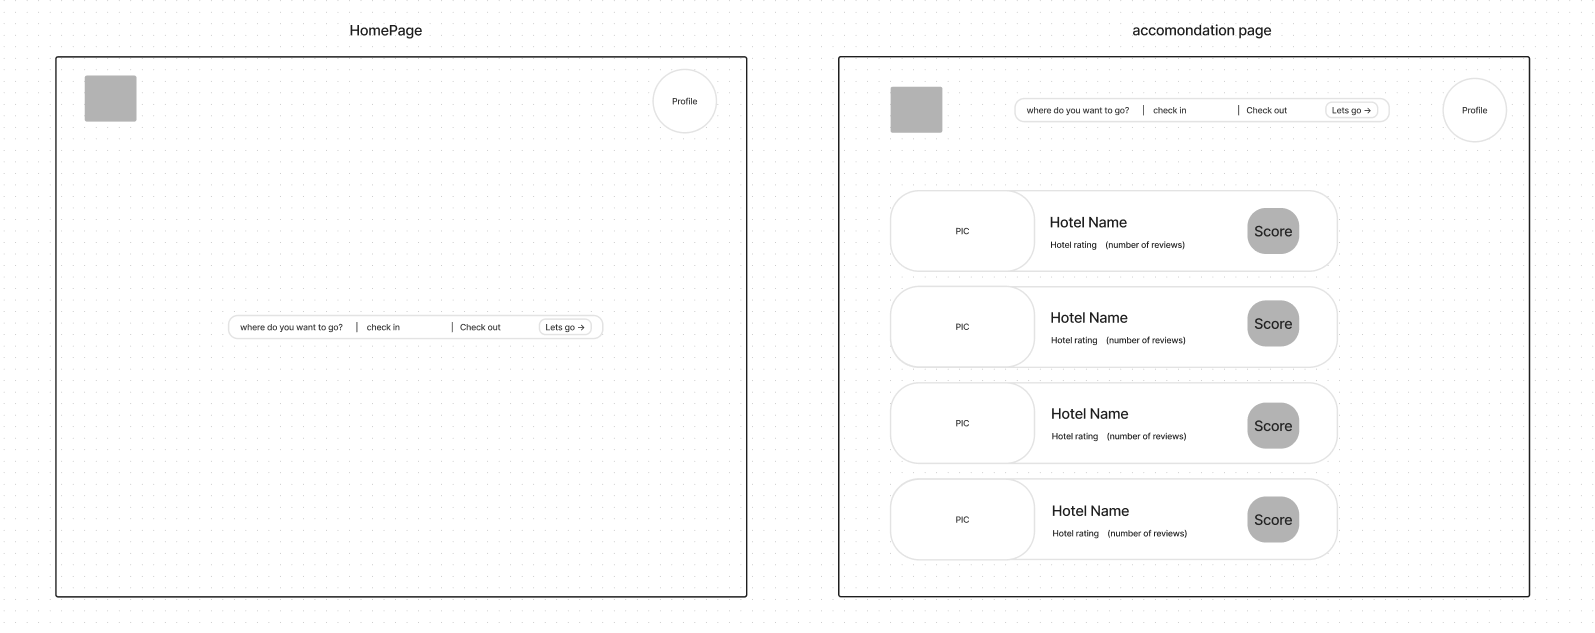 HomePage
Profile
where do you want to go? | check in | Check out Lets go →
accomondation page
where do you want to go? | check in | Check out Lets go →
Profile
PIC
Hotel Name
Hotel rating (number of reviews)
Score
PIC
Hotel Name
Hotel rating (number of reviews)
Score
PIC
Hotel Name
Hotel rating (number of reviews)
Score
PIC
Hotel Name
Hotel rating (number of reviews)
Score